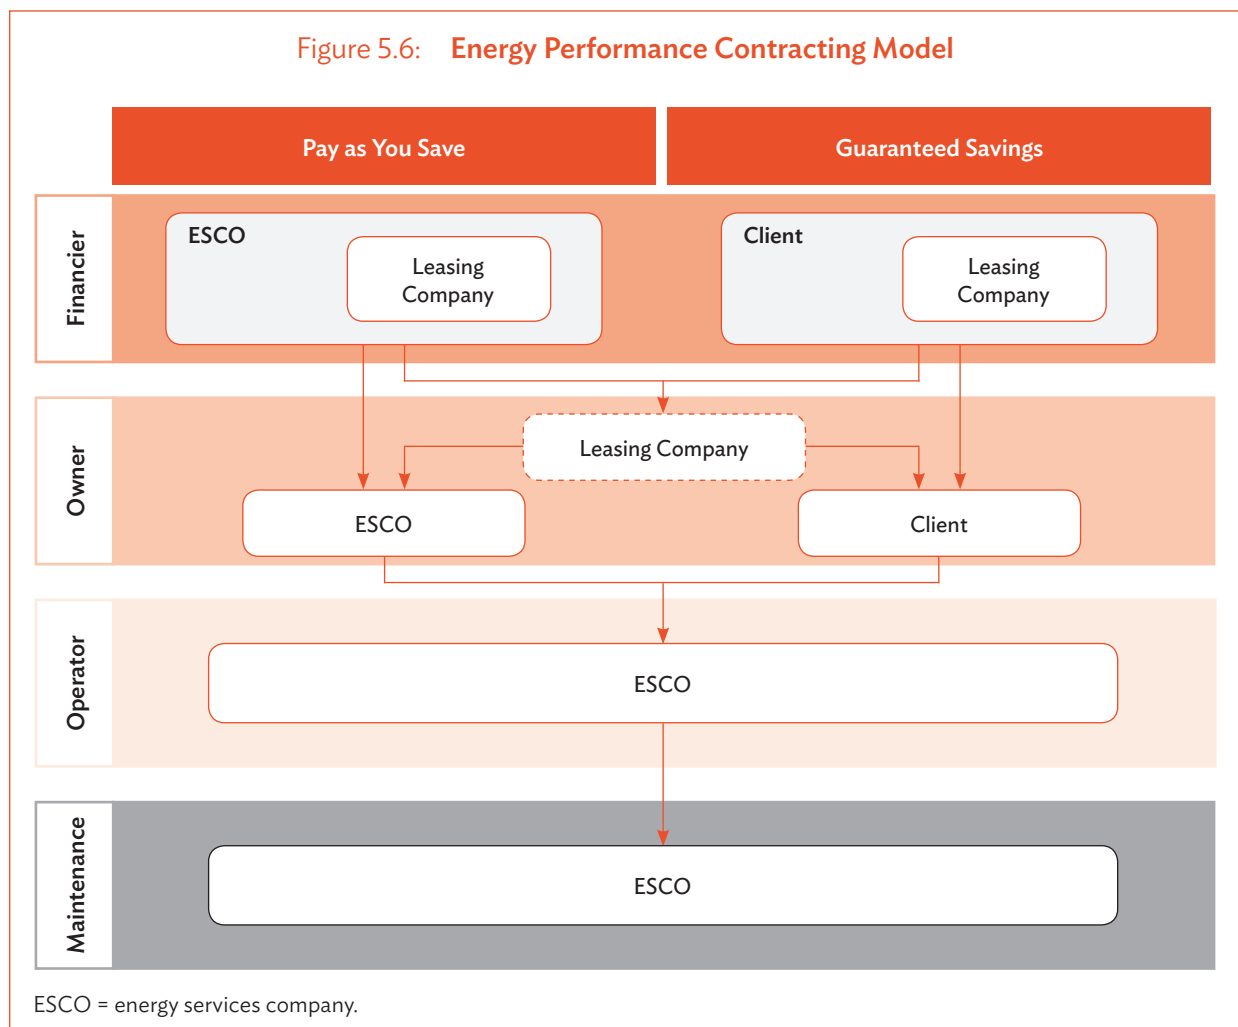 Figure 5.6: Energy Performance Contracting Model
Pay as You Save
Guaranteed Savings
Financier
ESCO
Leasing
Company
Client
Leasing
Company
Owner
Leasing Company
ESCO
Client
Operator
ESCO
Maintenance
ESCO
ESCO = energy services company.